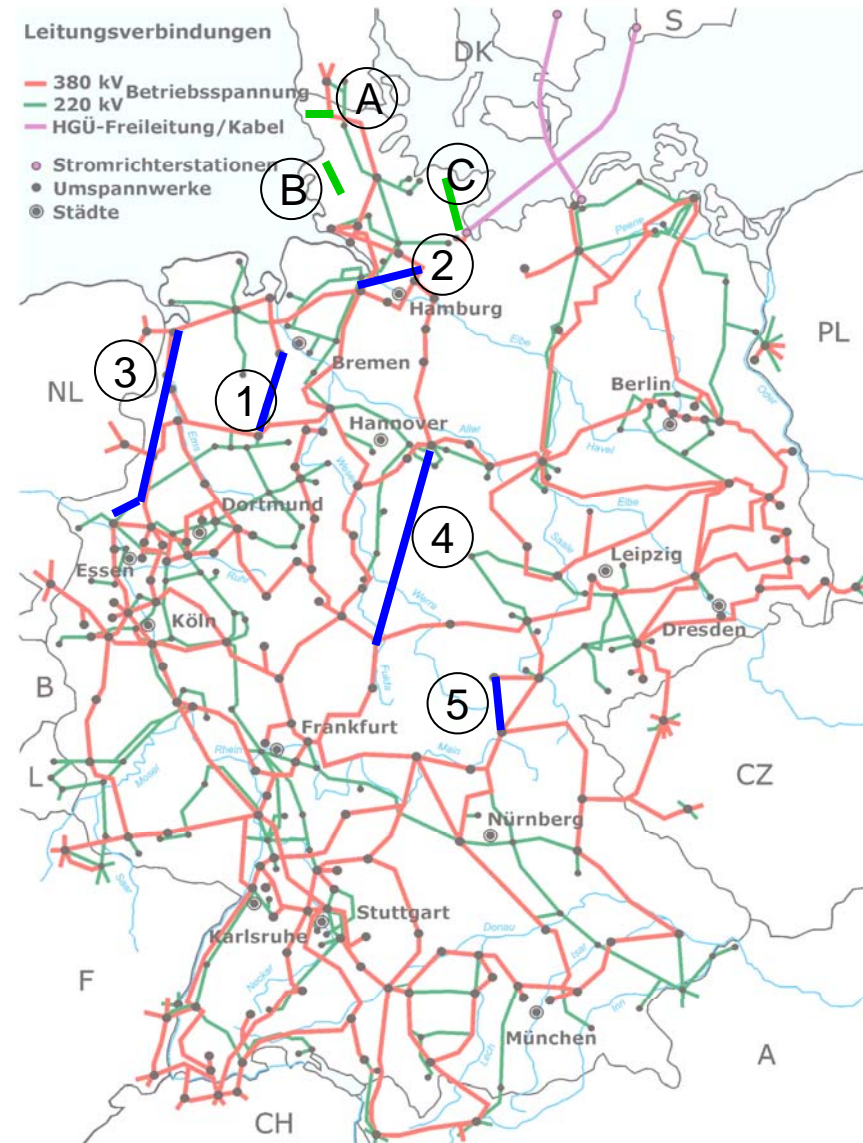 Leitungsverbindungen
380 kV
Betriebsspannung
220 kV
HGÜ-Freileitung/Kabel
Stromrichterstationen
Umspannwerke
Städte
S
DK
A
B
C
2
Hamburg
Peene
PL
3
NL
Bremen
Elbe
1
Berlin
Oder
Hannover
Aller
Havel
Ems
Weser
Dortmund
Elbe
4
Saale
Leipzig
Essen
Ruhr
Werra
Köln
Dresden
B
Fulda
5
Frankfurt
L
Rhein
Main
Mosel
CZ
Nürnberg
Saar
Stuttgart
Donau
Karlsruhe
Isar
F
Neckar
Inn
München
Lech
A
CH